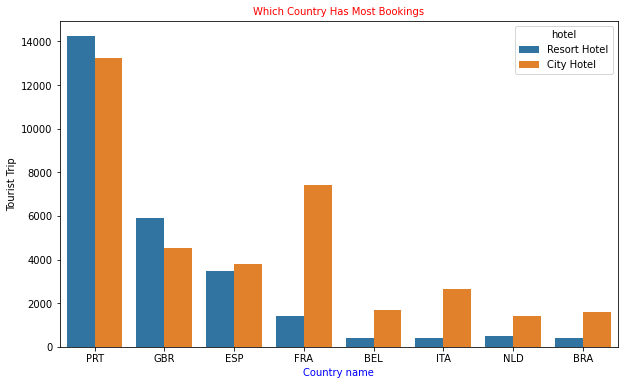 Which Country Has Most Bookings
hotel
Resort Hotel
City Hotel
14000
12000
10000
8000
6000
4000
2000
0
Tourist Trip
PRT GBR ESP FRA BEL ITA NLD BRA
Country name